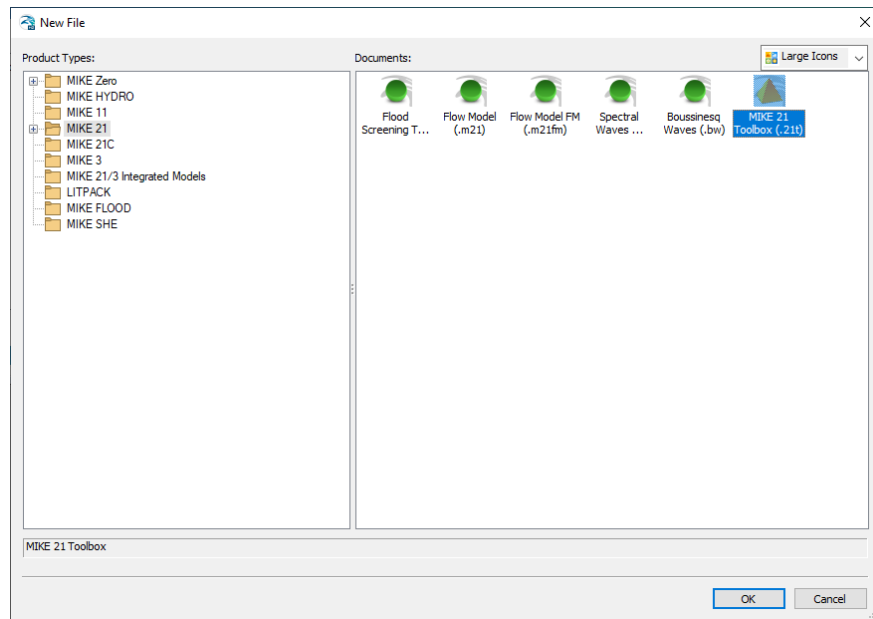 New File
Product Types:
Documents:
Large Icons
MIKE Zero
MIKE HYDRO
MIKE 11
MIKE 21
MIKE 21C
MIKE 3
MIKE 21/3 Integrated Models
LITPACK
MIKE FLOOD
MIKE SHE
Flood
Screening T...
Flow Model
(.m21)
Flow Model FM
(.m21fm)
Spectral
Waves ...
Boussinesq
Waves (.bw)
MIKE 21
Toolbox (.21t)
MIKE 21 Toolbox
OK
Cancel